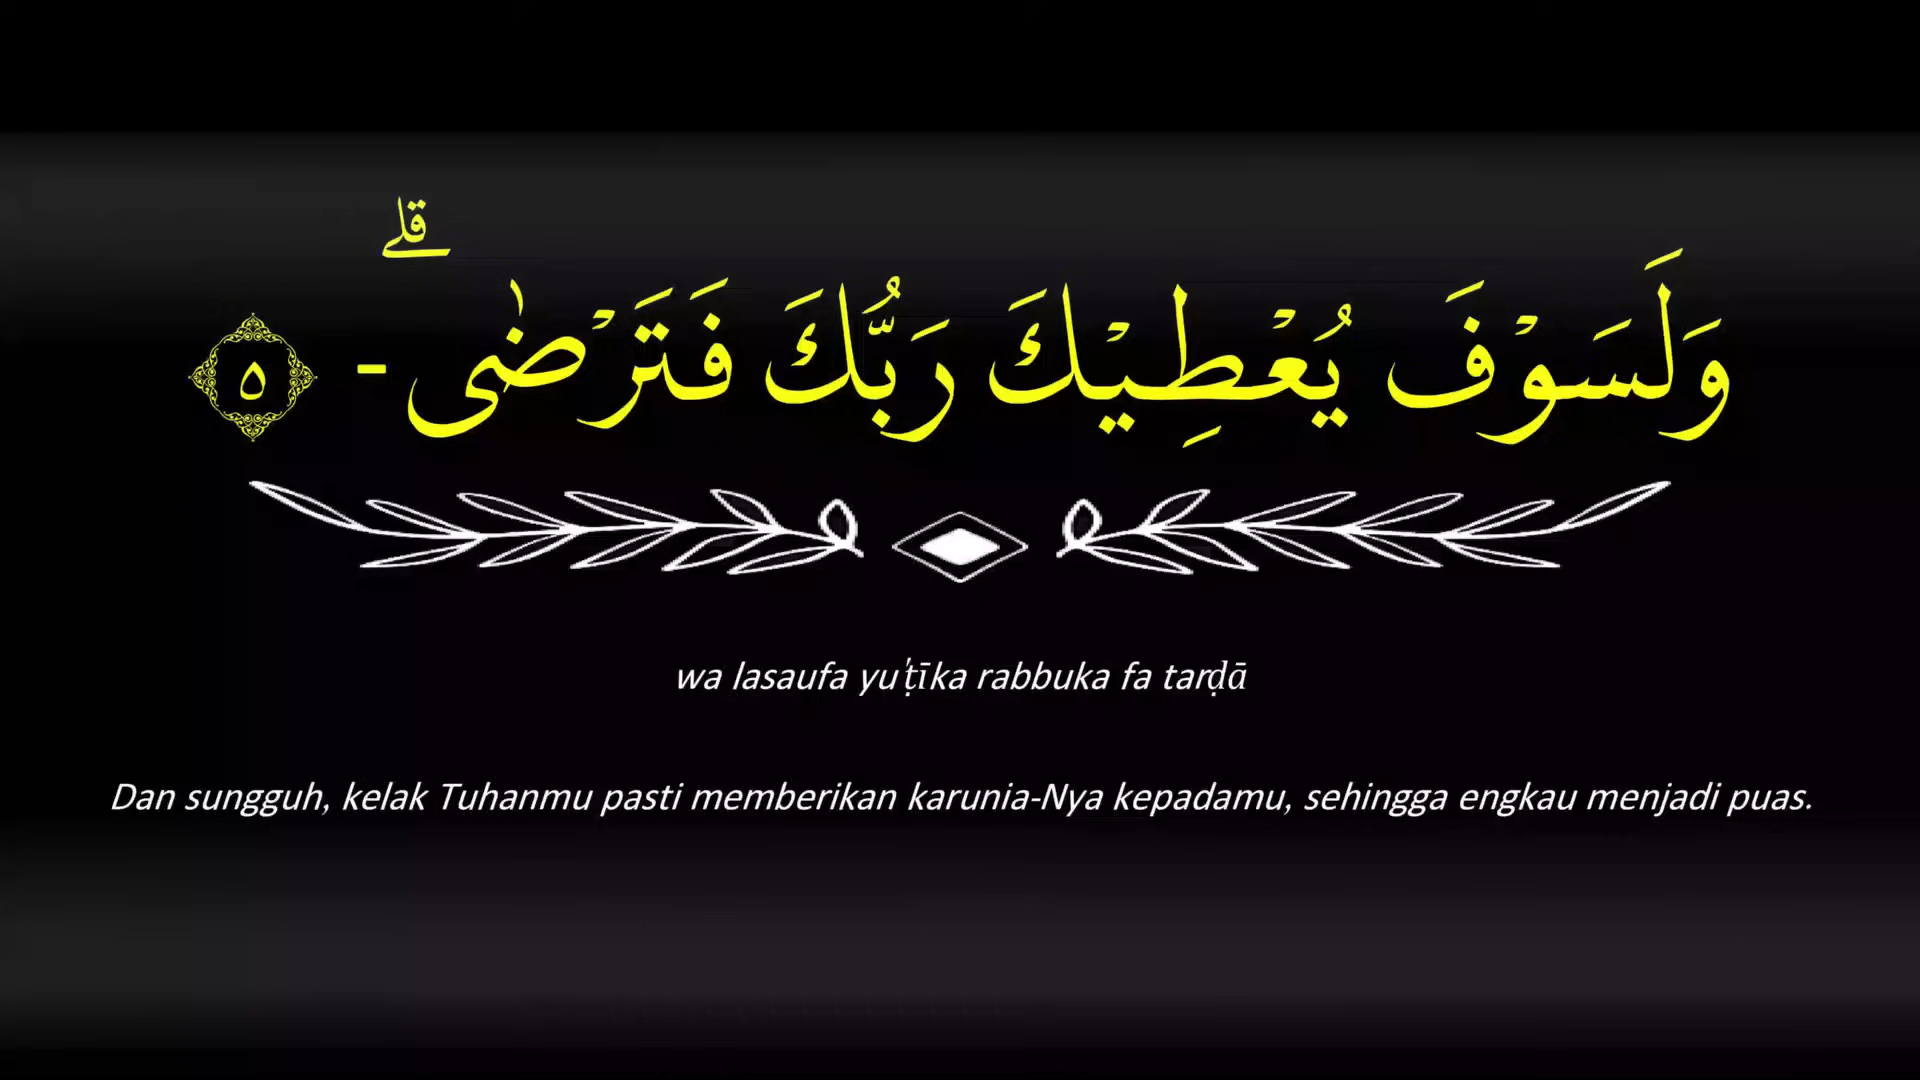 وَلَسَوْفَ يُعْطِيْكَ رَبُّكَ فَتَرْضٰىۗ - ٥
wa lasaufa yu'ṭīka rabbuka fa tarḍā
Dan sungguh, kelak Tuhanmu pasti memberikan karunia-Nya kepadamu, sehingga engkau menjadi puas.